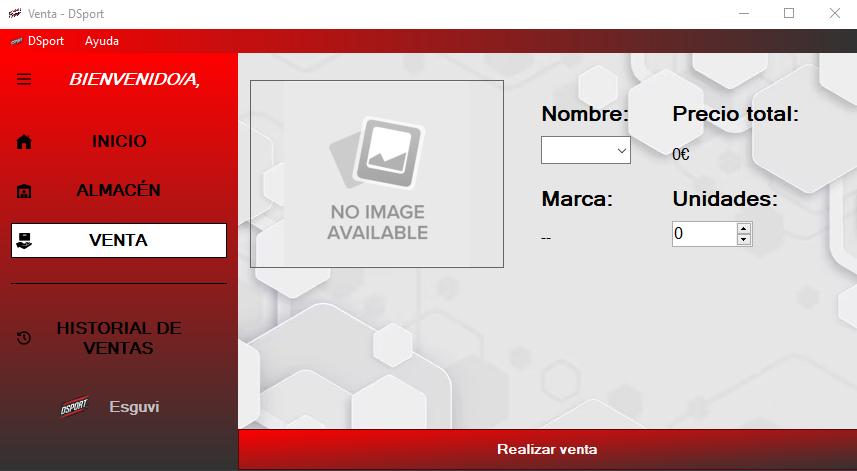 Venta - DSport
DSport Ayuda
BIENVENIDO/A,
INICIO
ALMACÉN
VENTA
HISTORIAL DE
VENTAS
DSPORT Esguvi
NO IMAGE
AVAILABLE
Nombre:
Precio total:
0€
Marca:
--
Unidades:
0
Realizar venta